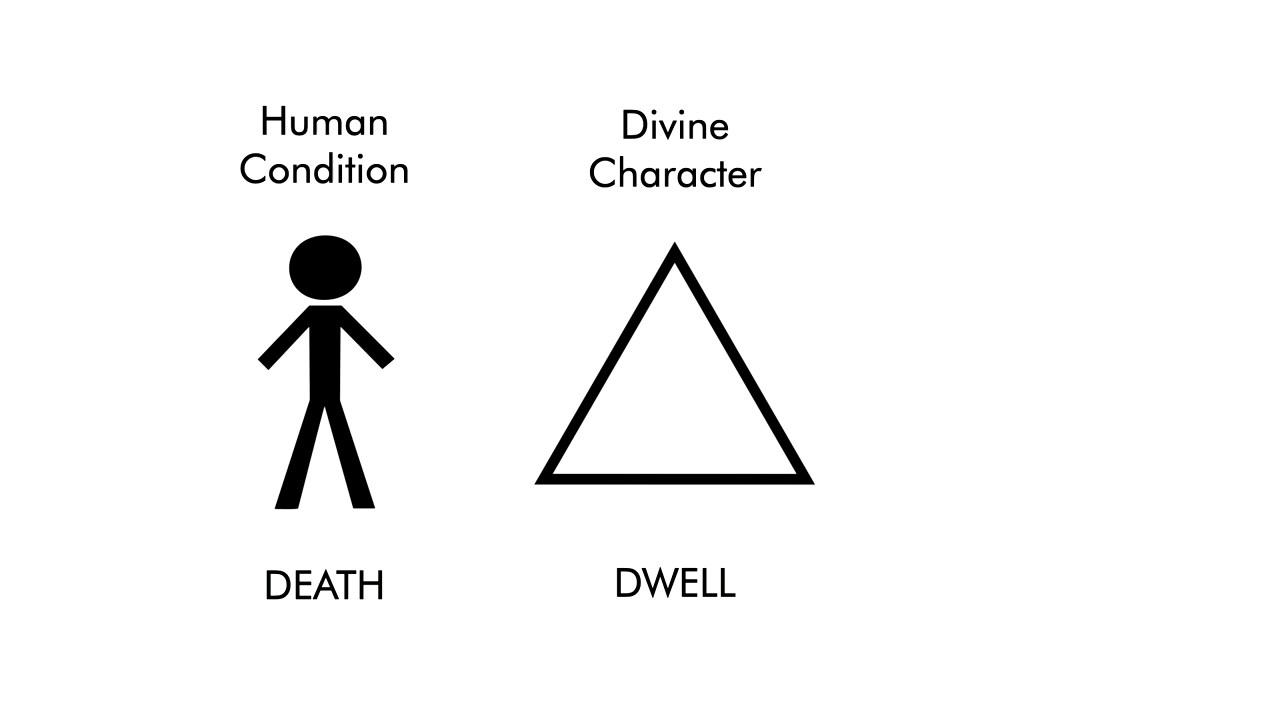 Human
Condition
Divine
Character
DEATH
DWELL